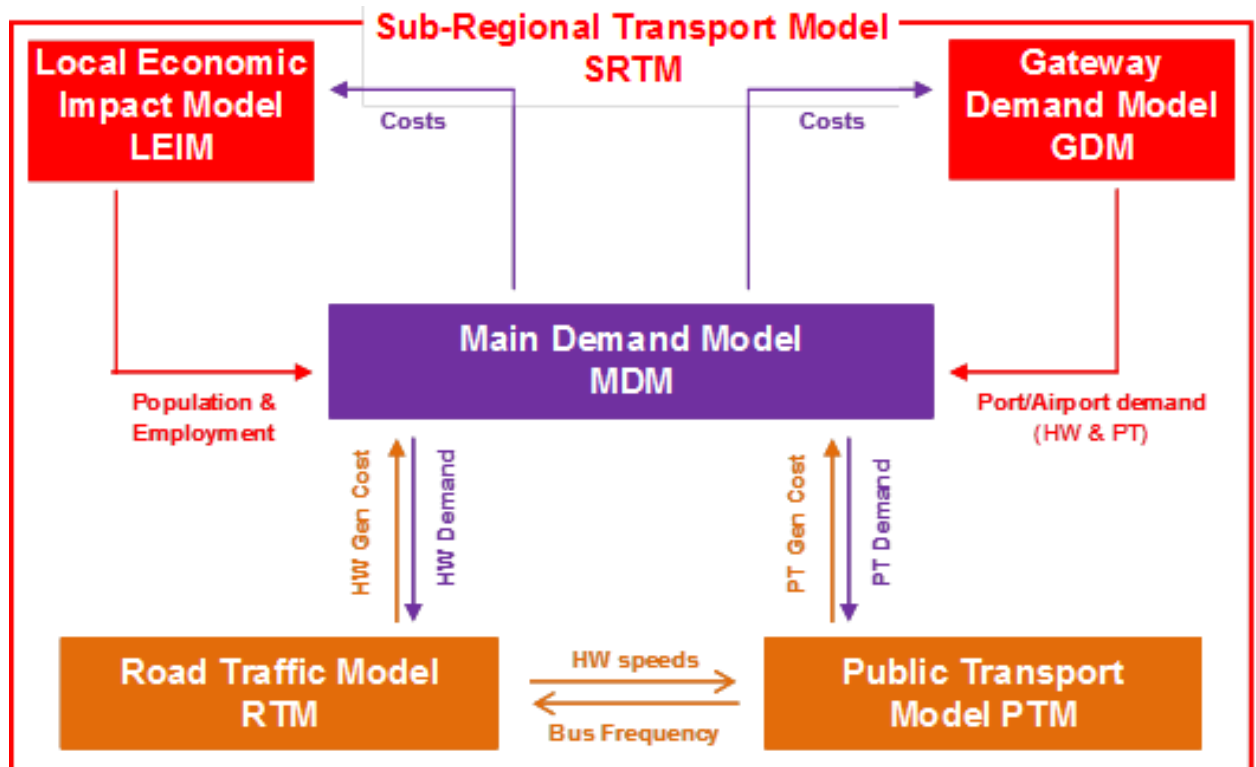 Sub-Regional Transport Model
SRTM
Local Economic
Impact Model
LEIM
Gateway
Demand Model
GDM
Costs
Costs
Main Demand Model
MDM
Population &
Employment
Port/Airport demand
(HW & PT)
HW Gen Cost
HW Demand
PT Gen Cost
PT Demand
Road Traffic Model
RTM
HW speeds
Bus Frequency
Public Transport
Model PTM